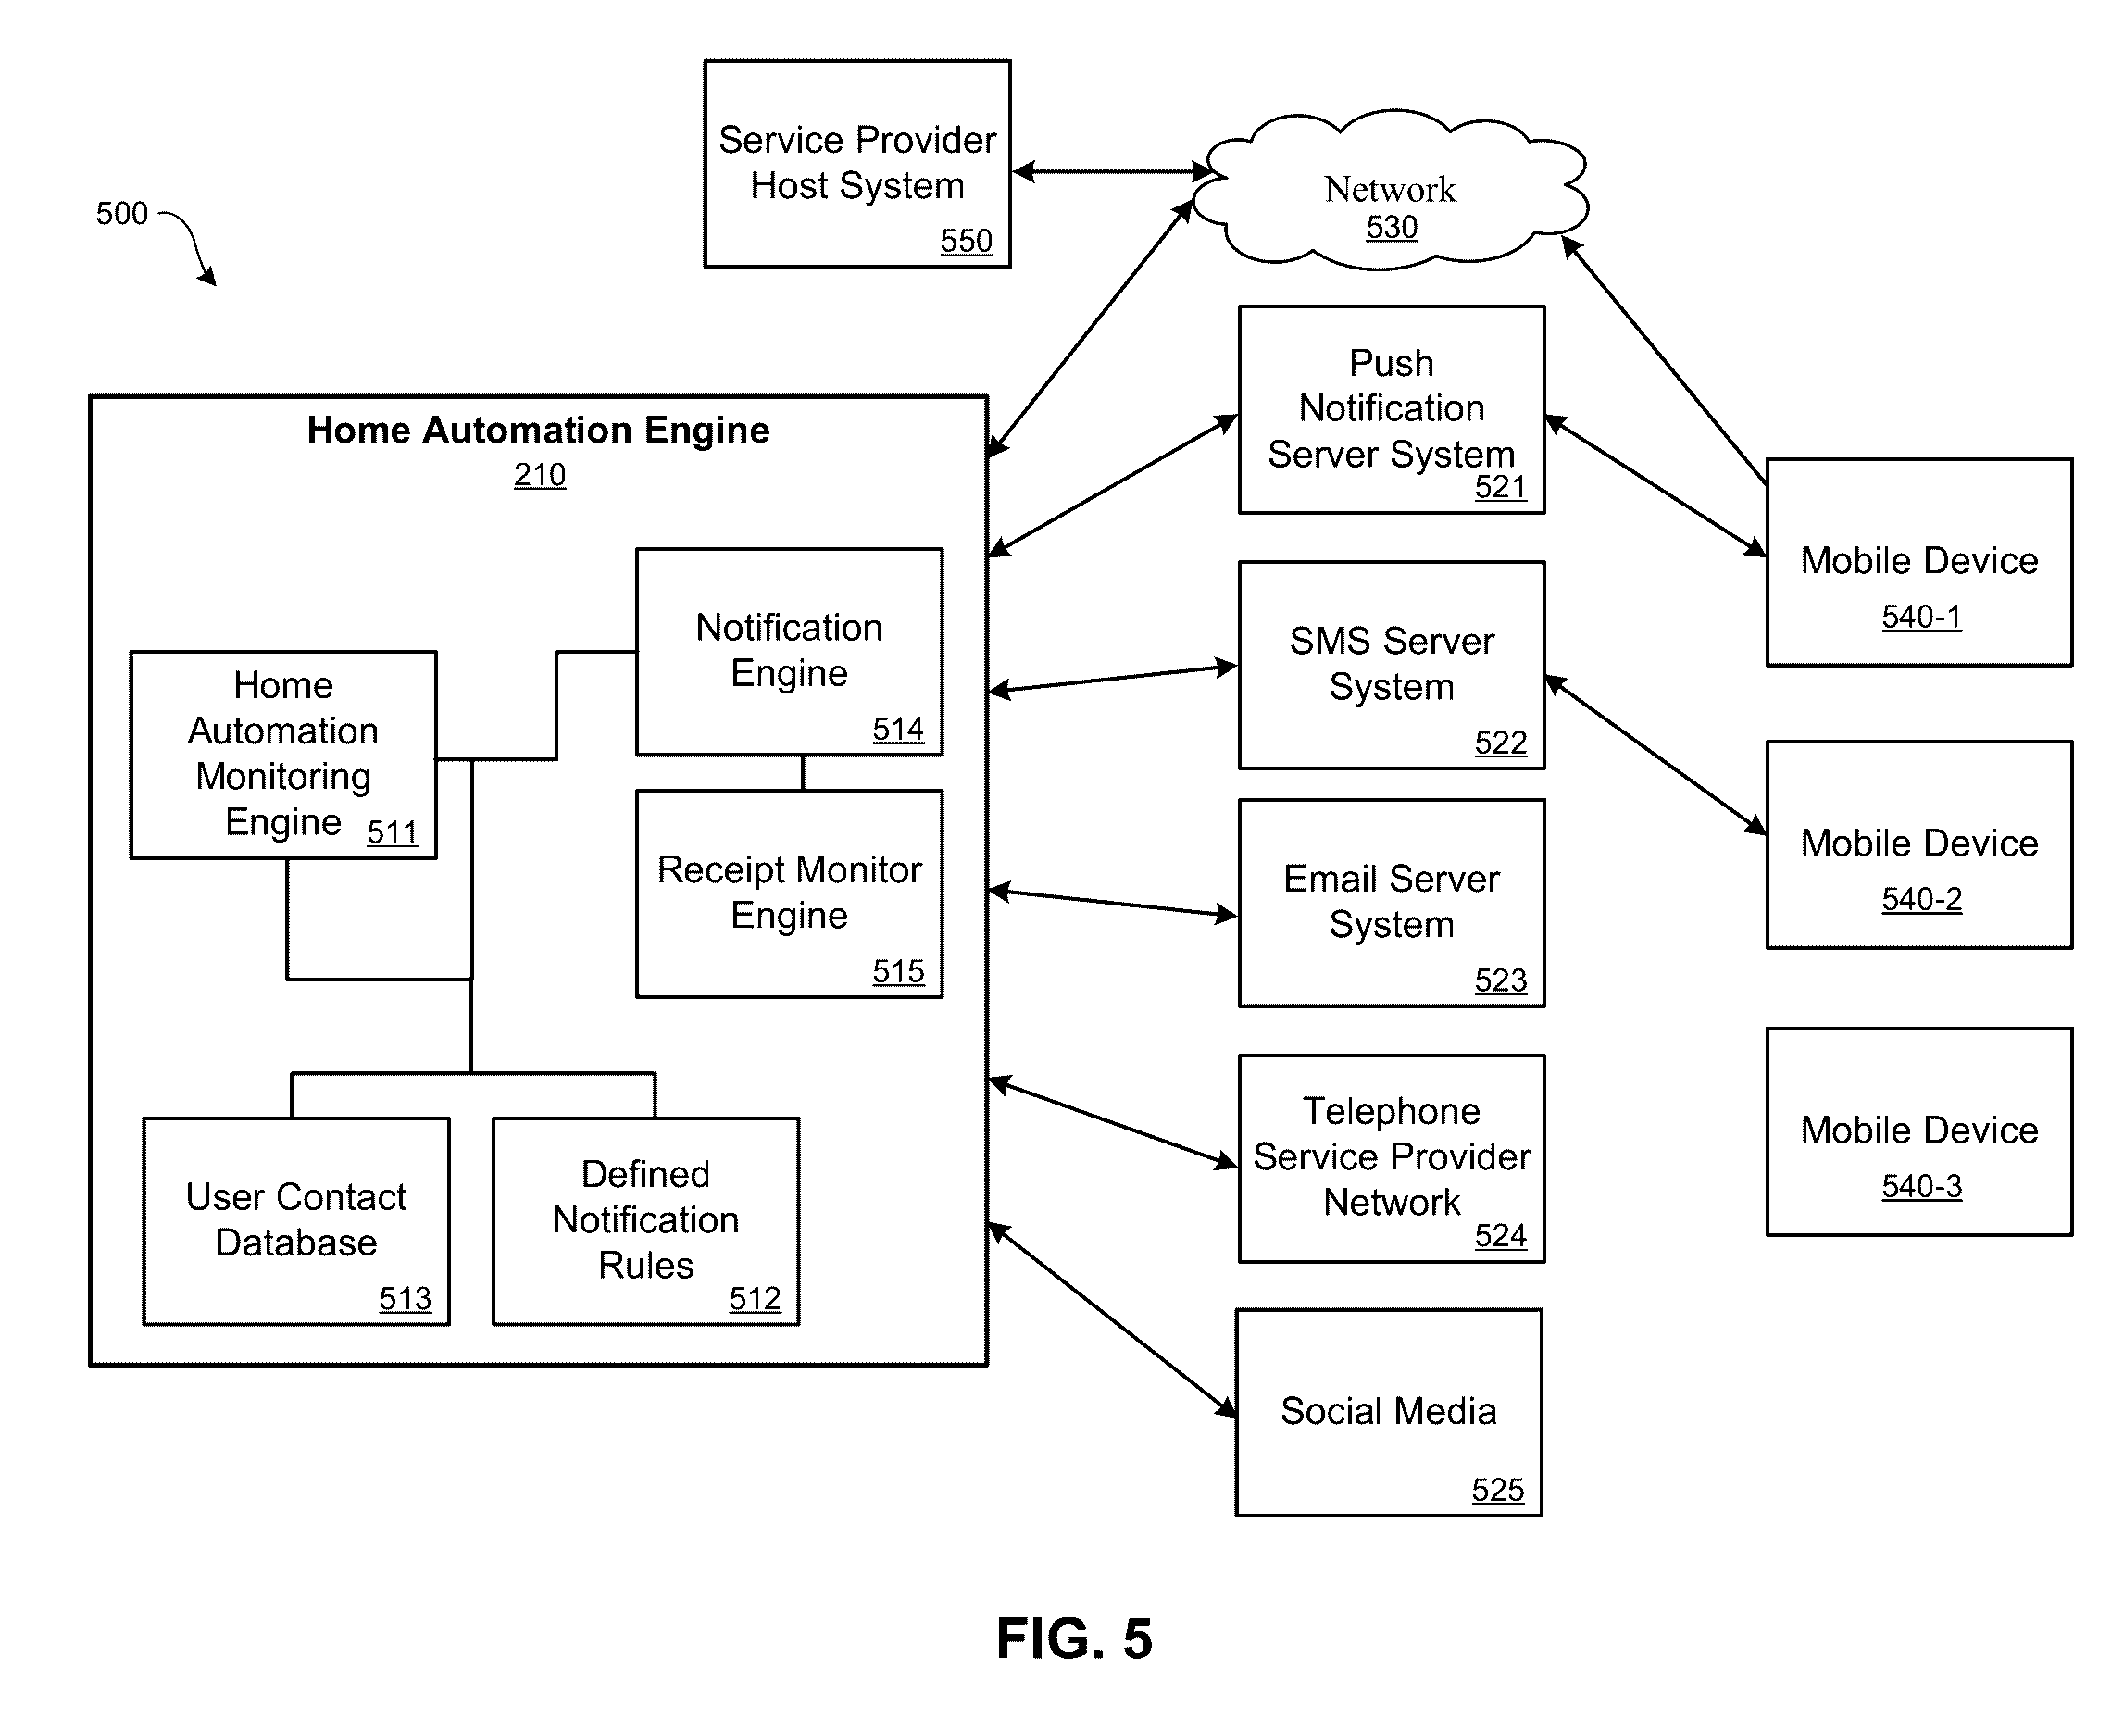 500
Service Provider
Host System
550
Network
530
Home Automation Engine
210
Home
Automation
Monitoring
Engine
511
Notification
Engine
514
Receipt Monitor
Engine
515
User Contact
Database
513
Defined
Notification
Rules
512
Push
Notification
Server System
521
SMS Server
System
522
Email Server
System
523
Telephone
Service Provider
Network
524
Social Media
525
Mobile Device
540-1
Mobile Device
540-2
Mobile Device
540-3
FIG. 5